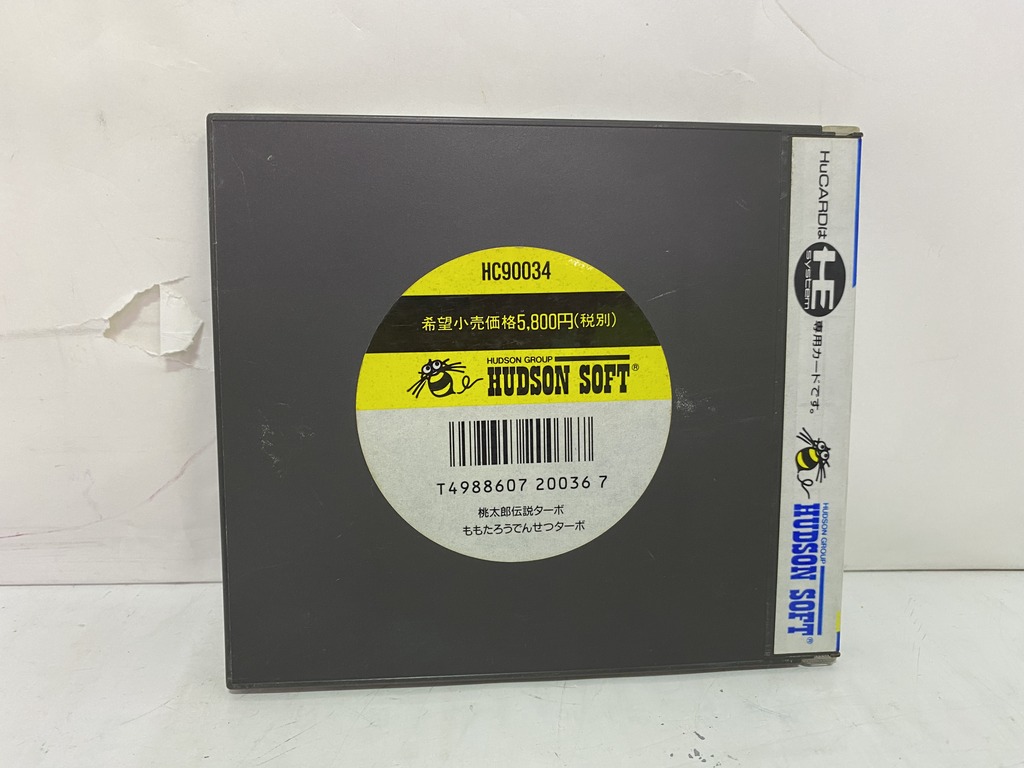 HC90034
希望小売価格5,800円(税別)
HUDSON GROUP
HUDSON SOFT®
T4988607 20036 7
桃太郎伝説ターボ
ももたろうでんせつターボ
HuCARDは
HE
system
専用カードです。
HUDSON GROUP
HUDSON SOFT®